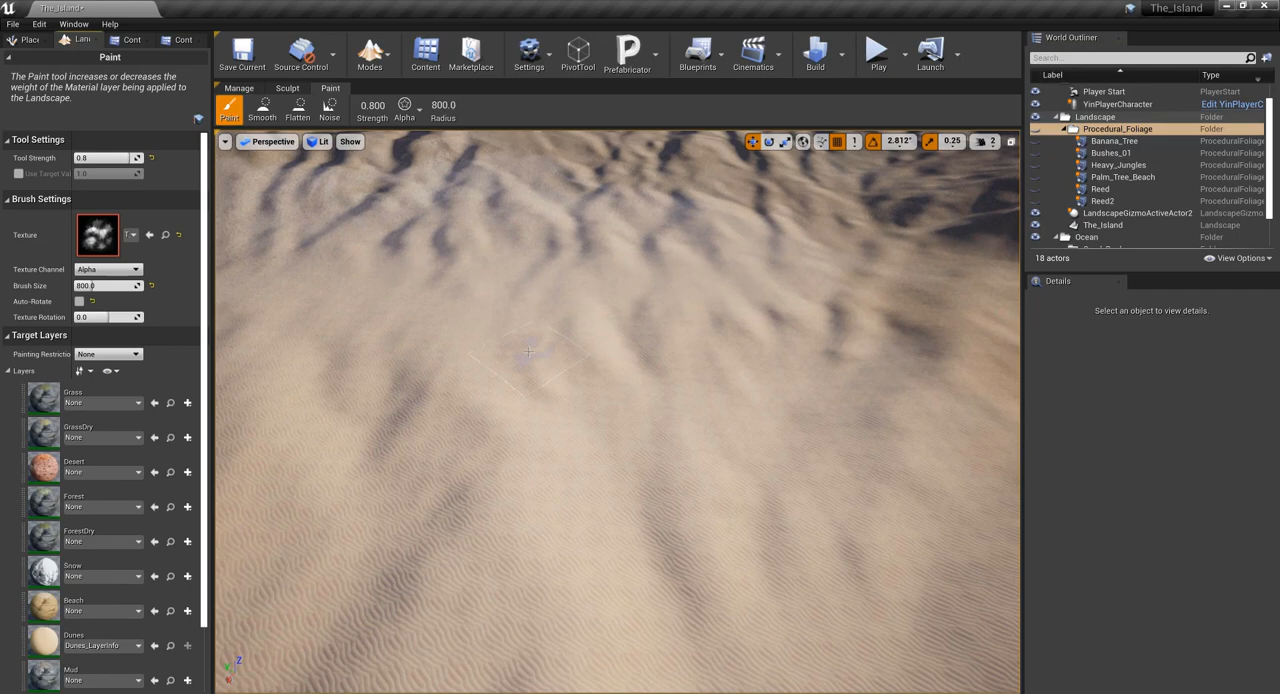 The_Island•
The_Island
File Edit Window Help
Place Land Cont Cont
Paint
The Paint tool increases or decreases the
weight of the Material layer being applied to
the Landscape.
Tool Settings
Tool Strength 0.8
Use Target Val 1.0
Brush Settings
Texture
Texture Channel Alpha
Brush Size 800.0
Auto-Rotate
Texture Rotation 0.0
Target Layers
Painting Restrictio None
Layers
Grass
None
GrassDry
None
Desert
None
Forest
None
ForestDry
None
Snow
None
Beach
None
Dunes
Dunes_LayerInfo
Mud
None
Save Current Source Control Modes Content Marketplace Settings PivotTool Prefabricator Blueprints Cinematics Build Play Launch
Manage Sculpt Paint
Paint Smooth Flatten Noise 0.800 Strength Alpha 800.0 Radius
Perspective Lit Show 2.812° 0.25 2
Z
World Outliner
Search...
Label Type
Player Start PlayerStart
YinPlayerCharacter Edit YinPlayerC
Landscape Folder
Procedural_Foliage Folder
Banana_Tree ProceduralFoliage
Bushes_01 ProceduralFoliage
Heavy_Jungles ProceduralFoliage
Palm_Tree_Beach ProceduralFoliage
Reed ProceduralFoliage
Reed2 ProceduralFoliage
LandscapeGizmoActiveActor2 LandscapeGizmo
The_Island Landscape
Ocean Folder
18 actors View Options
Details
Select an object to view details.